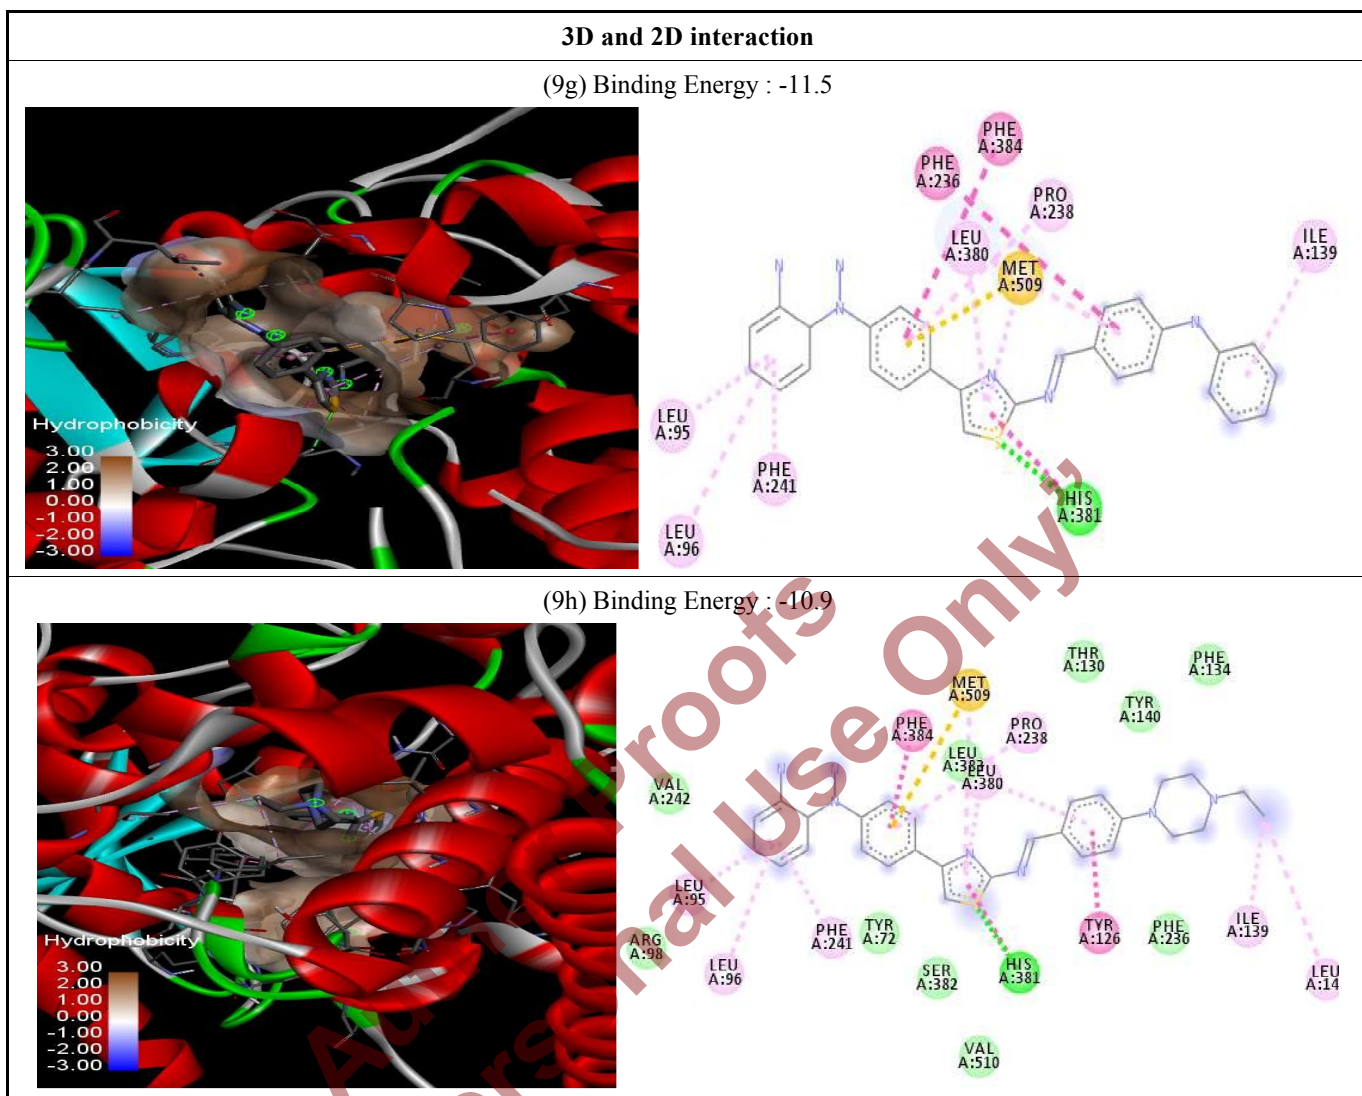 3D and 2D interaction
(9g) Binding Energy : -11.5
Hydrophobicity
3.00
2.00
1.00
0.00
-1.00
-2.00
-3.00
PHE
A:384
PHE
A:236
PRO
A:238
LEU
A:380
MET
A:509
ILE
A:139
N
N
N
N
N
N
S
LEU
A:95
PHE
A:241
LEU
A:96
HIS
A:381
(9h) Binding Energy : -10.9
Hydrophobicity
3.00
2.00
1.00
0.00
-1.00
-2.00
-3.00
THR
A:130
PHE
A:134
MET
A:509
TYR
A:140
PHE
A:384
PRO
A:238
LEU
A:383
LEU
A:380
VAL
A:242
N
N
N
N
N
N
N
LEU
A:95
ARG
A:98
LEU
A:96
PHE
A:241
TYR
A:72
SER
A:382
HIS
A:381
TYR
A:126
PHE
A:236
ILE
A:139
LEU
A:14
VAL
A:510
Proofs
onal Use Only"